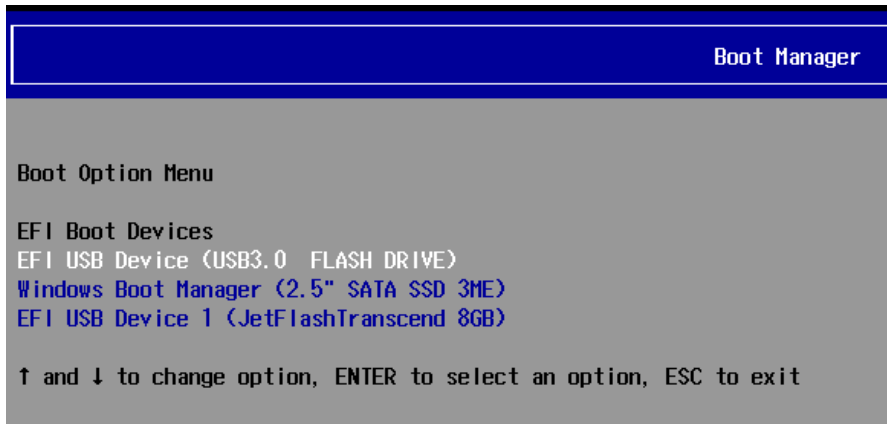 Boot Manager
Boot Option Menu
EFI Boot Devices
EFI USB Device (USB3.0  FLASH DRIVE)
Windows Boot Manager (2.5" SATA SSD 3ME)
EFI USB Device 1 (JetFlashTranscend 8GB)
↑ and ↓ to change option, ENTER to select an option, ESC to exit